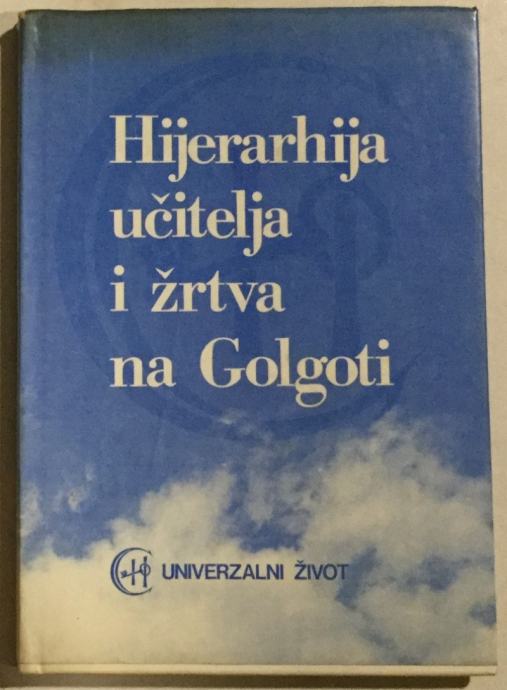 Hijerarhija
učitelja
i žrtva
na Golgoti
UNIVERZALNI ŽIVOT